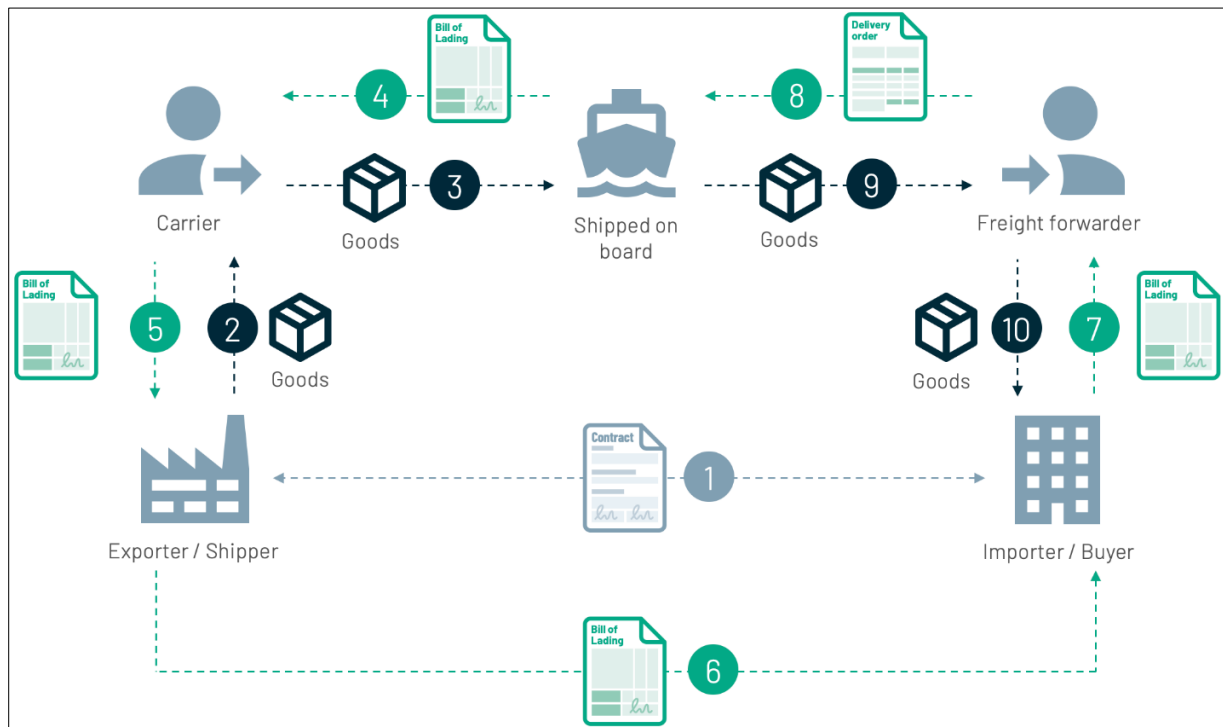 Bill of
Lading
Delivery
order
4
8
3
9
Goods
Goods
Carrier
Shipped on
board
Freight forwarder
Bill of
Lading
5
2
Goods
Goods
10
7
Bill of
Lading
Contract
1
Exporter / Shipper
Importer / Buyer
Bill of
Lading
6